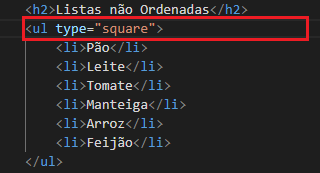 <h2>Listas não Ordenadas</h2>
<ul type="square">
<li>Pão</li>
<li>Leite</li>
<li>Tomate</li>
<li>Manteiga</li>
<li>Arroz</li>
<li>Feijão</li>
</ul>